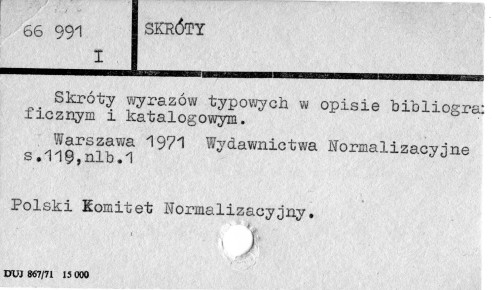 66 991
I
SKRÓTY
Skróty wyrazów typowych w opisie bibliogra-
ficznym i katalogowym.
Warszawa 1971 Wydawnictwa Normalizacyjne
s.119,nlb.1
Polski Komitet Normalizacyjny.
DUJ 867/71 15 000